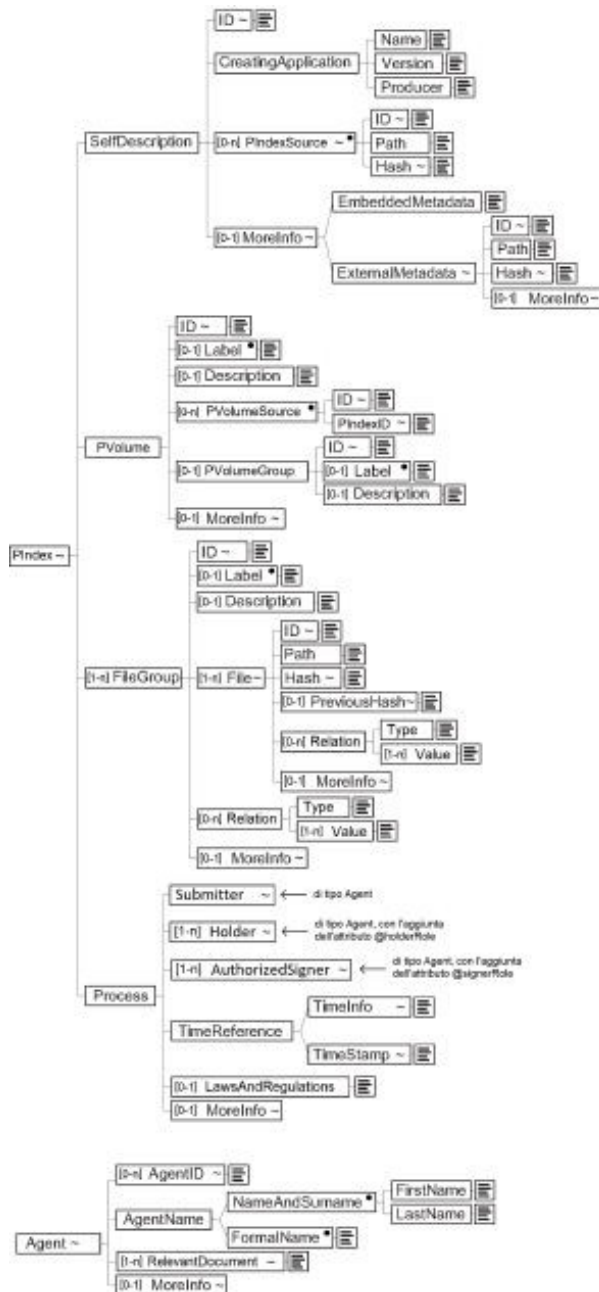 ID ~
CreatingApplication
Name
Version
Producer
SelfDescription
[0-n] PIndexSource ~
ID ~
Path
Hash ~
[0-1] MoreInfo ~
EmbeddedMetadata
ExternalMetadata ~
ID ~
Path
Hash ~
[0-1] MoreInfo ~
PVolume
ID ~
[0-1] Label
[0-1] Description
[0-n] PVolumeSource
ID ~
PIndexID ~
[0-1] PVolumeGroup
ID ~
[0-1] Label
[0-1] Description
[0-1] MoreInfo ~
PIndex ~
[1-n] FileGroup
ID ~
[0-1] Label
[0-1] Description
[1-n] File ~
ID ~
Path
Hash ~
[0-1] PreviousHash ~
[0-n] Relation
Type
[1-n] Value
[0-1] MoreInfo ~
[0-n] Relation
Type
[1-n] Value
[0-1] MoreInfo ~
Process
Submitter ~
di tipo Agent
[1-n] Holder ~
di tipo Agent, con l'aggiunta
dell'attributo @holderRole
[1-n] AuthorizedSigner ~
di tipo Agent, con l'aggiunta
dell'attributo @signerRole
TimeReference
TimeInfo ~
TimeStamp ~
[0-1] LawsAndRegulations
[0-1] MoreInfo ~
Agent ~
[0-n] AgentID ~
AgentName
NameAndSurname
FirstName
LastName
FormalName
[1-n] RelevantDocument ~
[0-1] MoreInfo ~